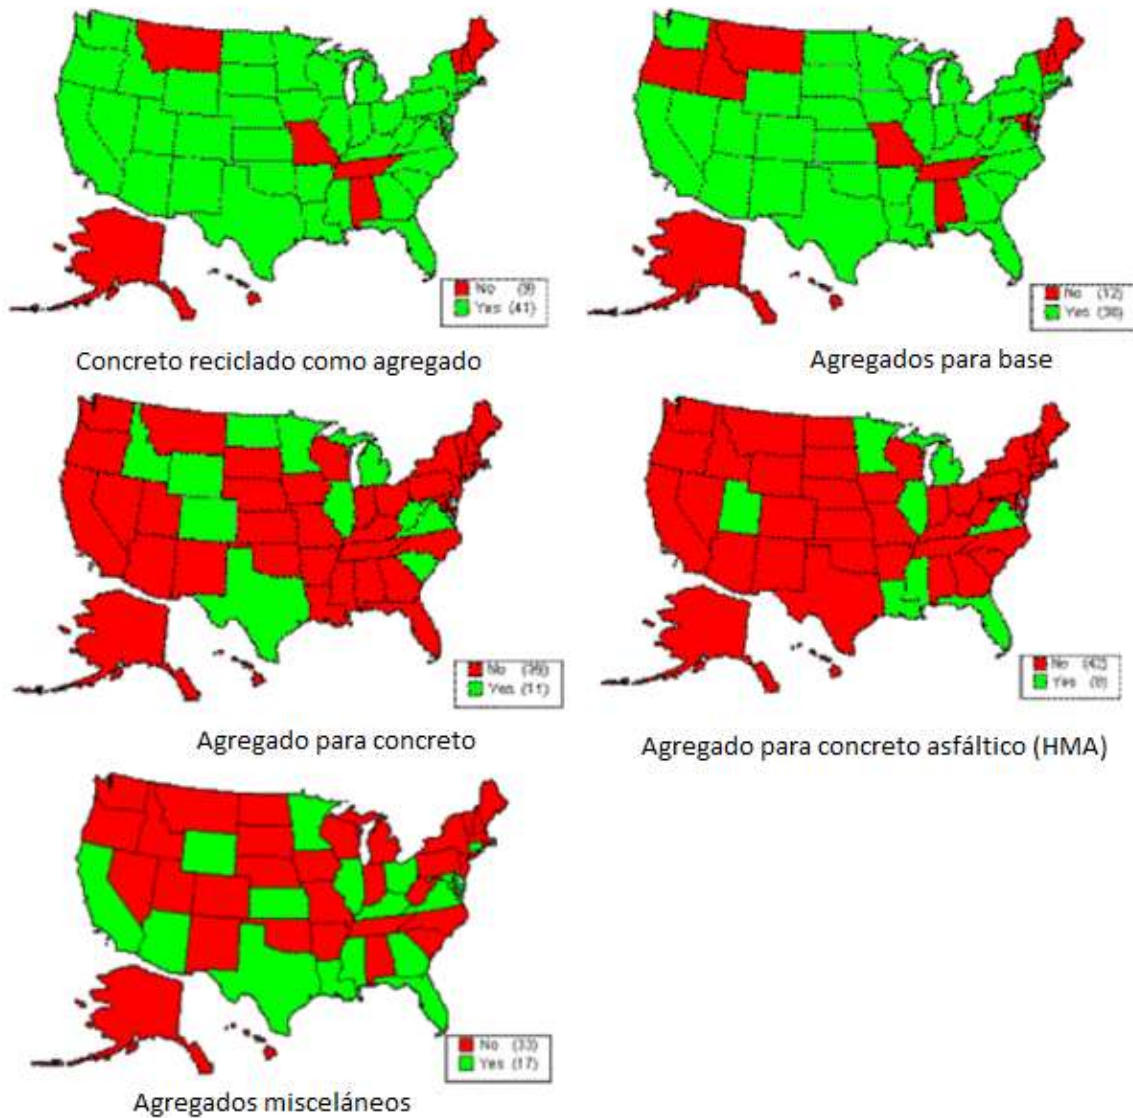 No (9)
Yes (41)
Concreto reciclado como agregado
No (12)
Yes (38)
Agregados para base
No (39)
Yes (11)
Agregado para concreto
No (42)
Yes (8)
Agregado para concreto asfáltico (HMA)
No (33)
Yes (17)
Agregados misceláneos